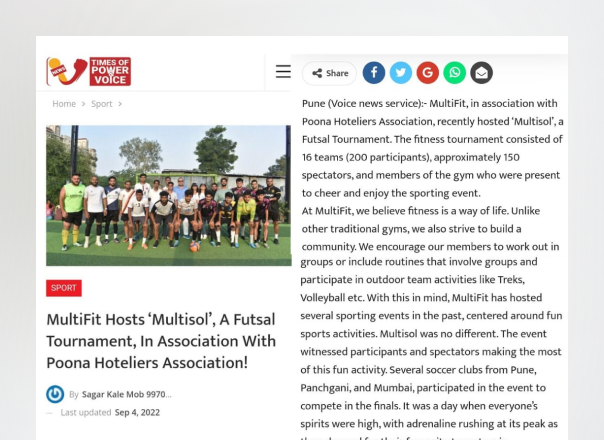 NEWS
TIMES OF
POWER
VOICE
Home > Sport >
SPORT
MultiFit Hosts ‘Multisol’, A Futsal
Tournament, In Association With
Poona Hoteliers Association!
By Sagar Kale Mob 9970...
— Last updated Sep 4, 2022
Share
Pune (Voice news service):- MultiFit, in association with
Poona Hoteliers Association, recently hosted ‘Multisol’, a
Futsal Tournament. The fitness tournament consisted of
16 teams (200 participants), approximately 150
spectators, and members of the gym who were present
to cheer and enjoy the sporting event.
At MultiFit, we believe fitness is a way of life. Unlike
other traditional gyms, we also strive to build a
community. We encourage our members to work out in
groups or include routines that involve groups and
participate in outdoor team activities like Treks,
Volleyball etc. With this in mind, MultiFit has hosted
several sporting events in the past, centered around fun
sports activities. Multisol was no different. The event
witnessed participants and spectators making the most
of this fun activity. Several soccer clubs from Pune,
Panchgani, and Mumbai, participated in the event to
compete in the finals. It was a day when everyone’s
spirits were high, with adrenaline rushing at its peak as